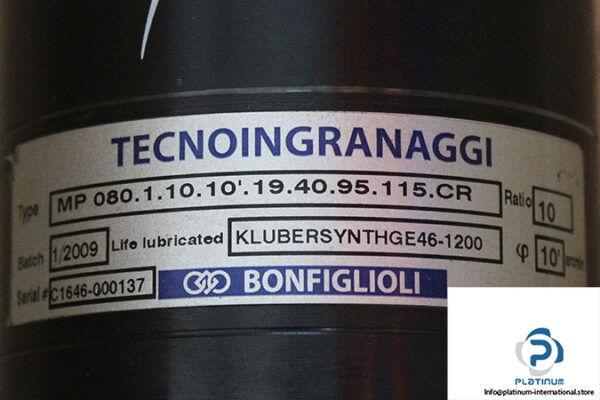 TECNOINGRANAGGI
Type MP 080.1.10.10'.19.40.95.115.CR Ratio 10
Batch 1/2009 Life lubricated KLUBERSYNTHGE46-1200 φ 10' arcmin
Serial # C1646-000137 BONFIGLIOLI
PLATINUM
Info@platinum-international.store